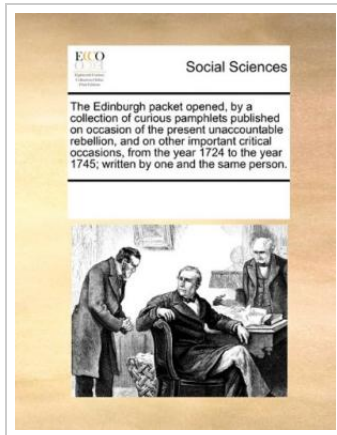 ECCO
Social Sciences
The Edinburgh packet opened, by a
collection of curious pamphlets published
on occasion of the present unaccountable
rebellion, and on other important critical
occasions, from the year 1724 to the year
1745; written by one and the same person.